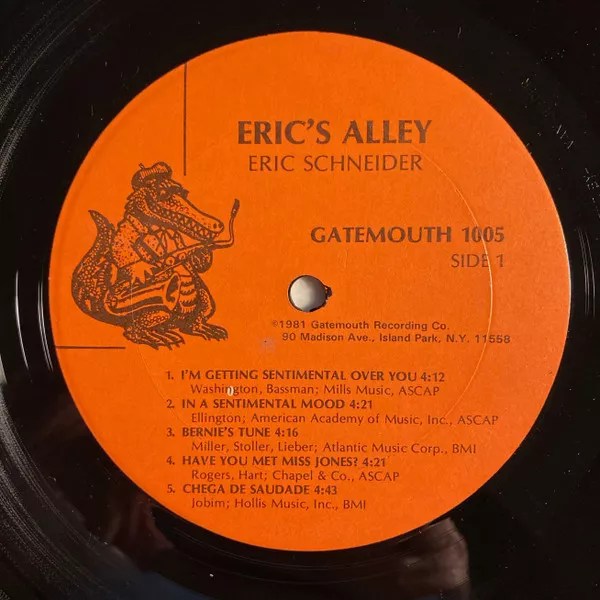 ERIC'S ALLEY
ERIC SCHNEIDER
GATEMOUTH 1005
SIDE 1
©1981 Gatemouth Recording Co.
90 Madison Ave., Island Park, N.Y. 11558
1. I'M GETTING SENTIMENTAL OVER YOU 4:12
Washington, Bassman; Mills Music, ASCAP
2. IN A SENTIMENTAL MOOD 4:21
Ellington; American Academy of Music, Inc., ASCAP
3. BERNIE'S TUNE 4:16
Miller, Stoller, Lieber; Atlantic Music Corp., BMI
4. HAVE YOU MET MISS JONES? 4:21
Rogers, Hart; Chapel & Co., ASCAP
5. CHEGA DE SAUDADE 4:43
Jobim; Hollis Music, Inc., BMI